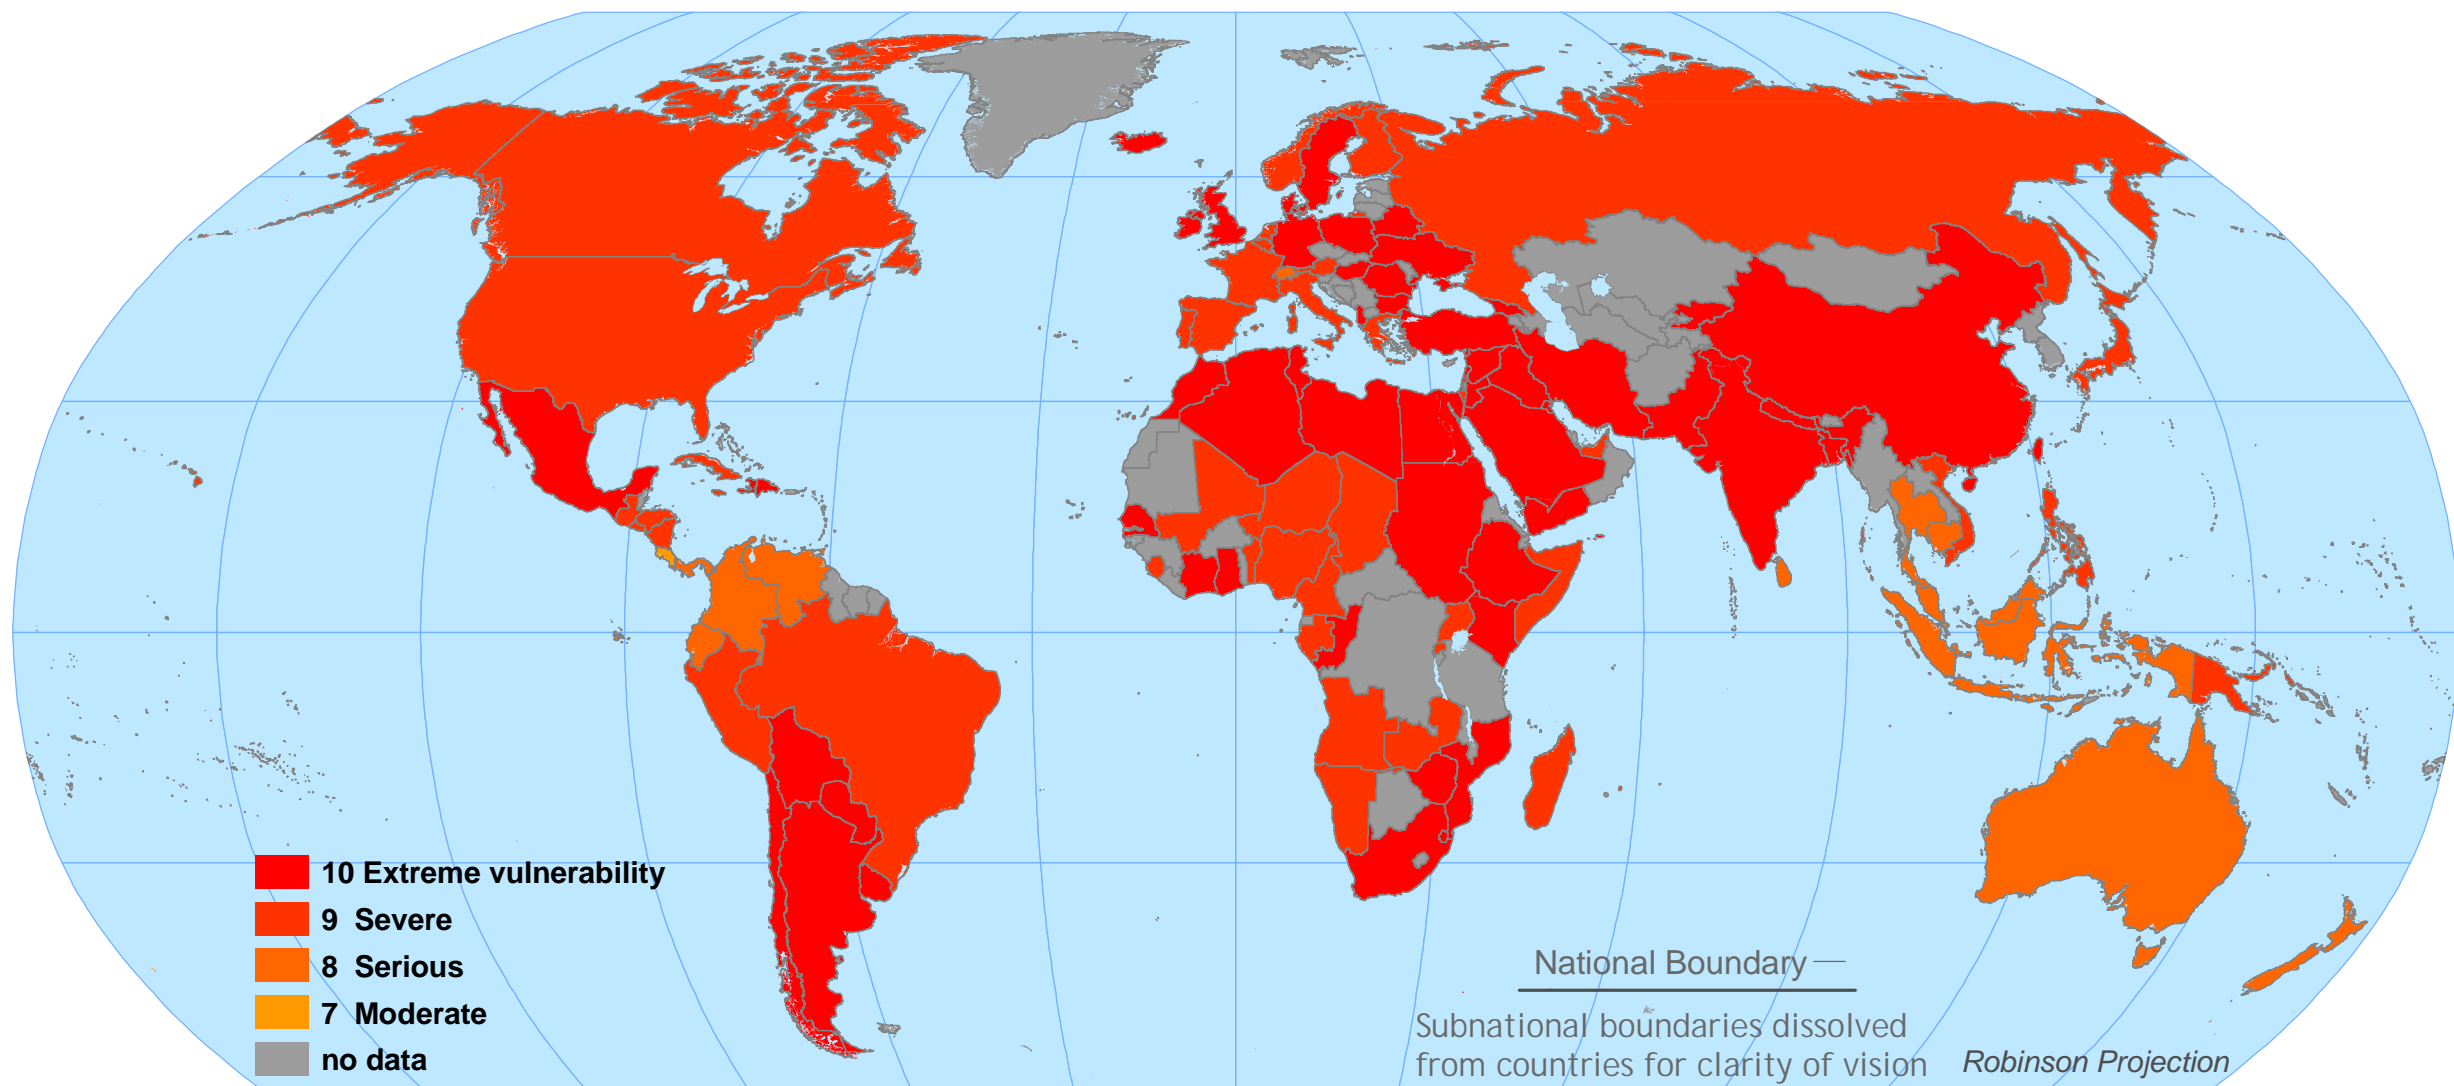 10 Extreme vulnerability
9 Severe
8 Serious
7 Moderate
no data
National Boundary
Subnational boundaries dissolved
from countries for clarity of vision
Robinson Projection